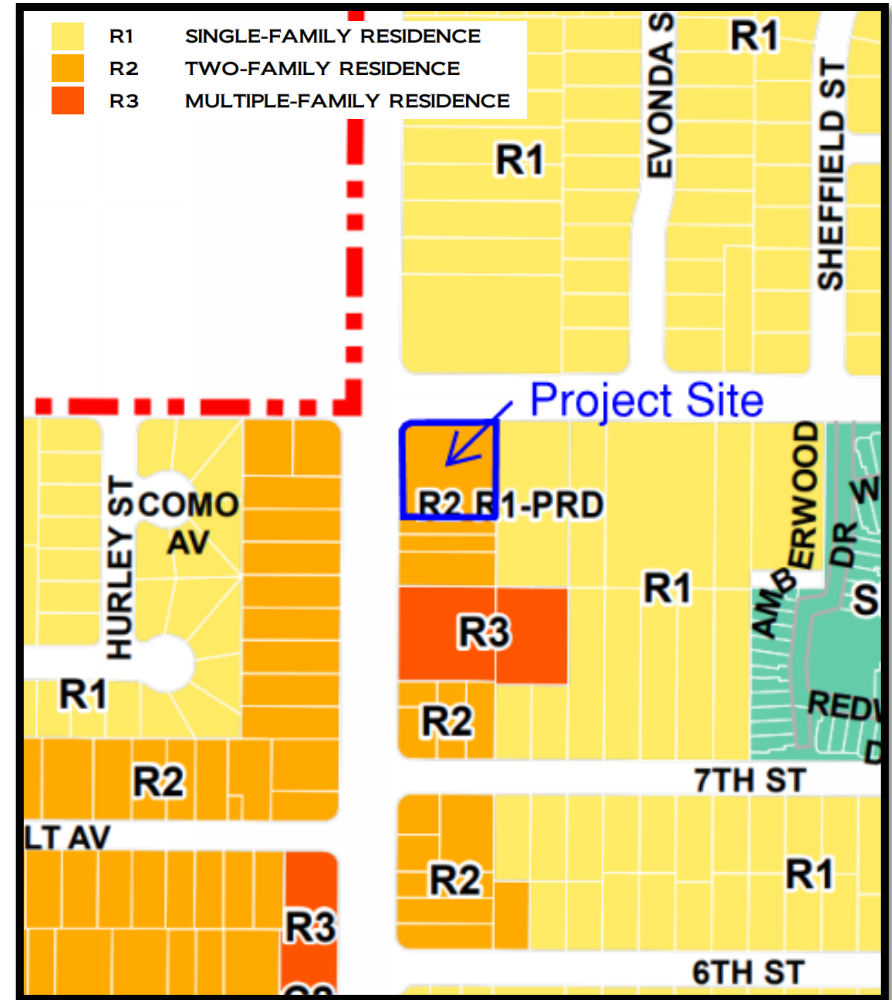 R1 SINGLE-FAMILY RESIDENCE
R2 TWO-FAMILY RESIDENCE
R3 MULTIPLE-FAMILY RESIDENCE
R1
EVONDA S
R1
SHEFFIELD ST
Project Site
HURLEY ST
COMO
AV
R2 R1-PRD
ERWOOD
DR
W
AMB
R1
S
R3
R1
R2
REDW
D
R2
7TH ST
LT AV
R2
R1
R3
6TH ST